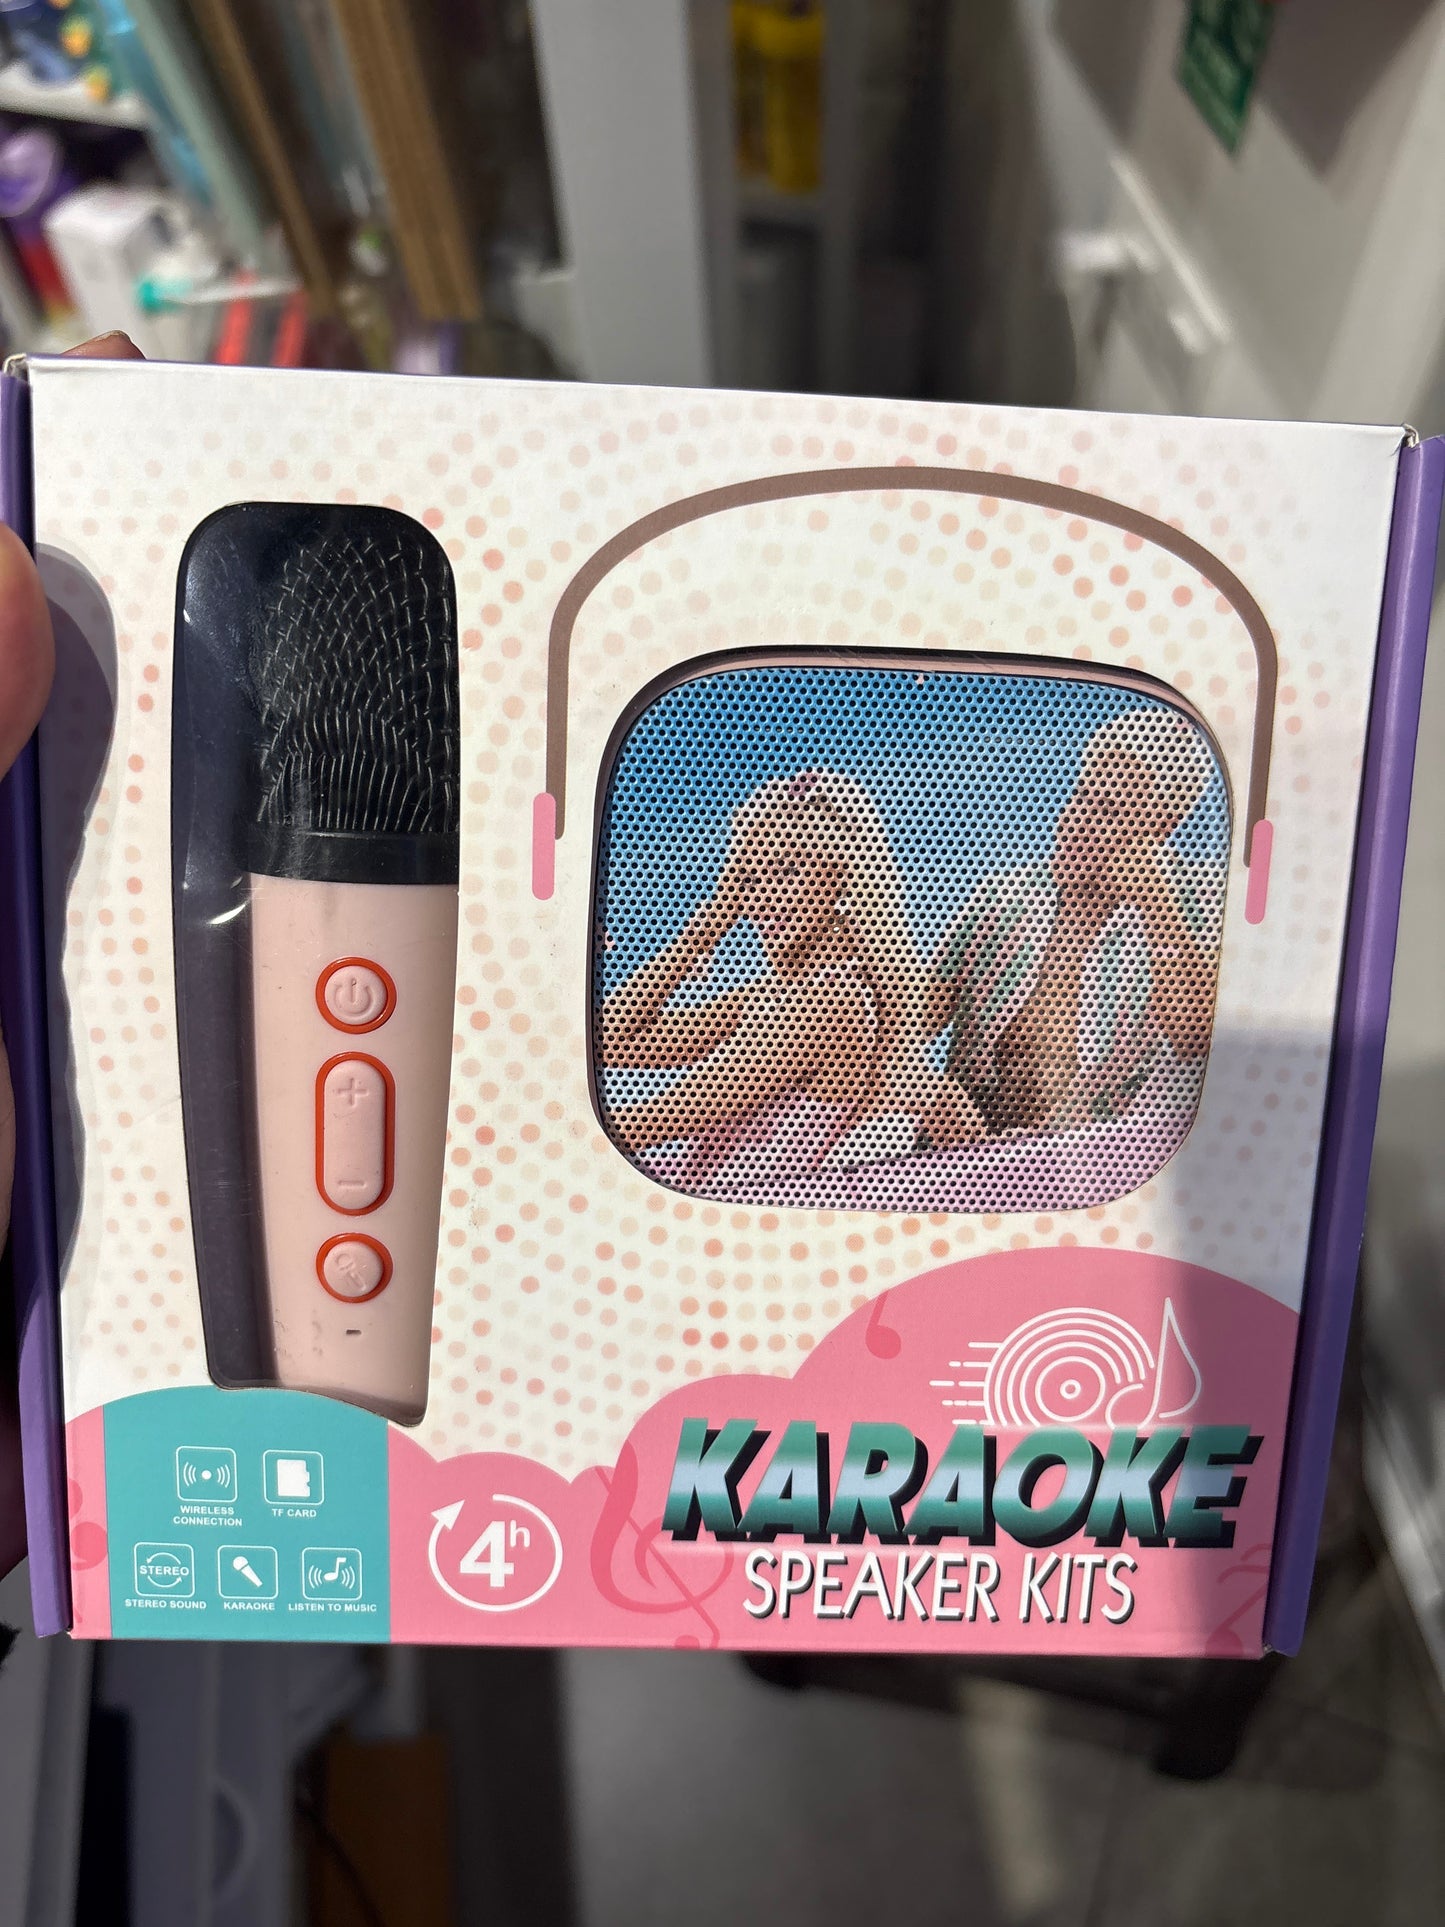 WIRELESS
CONNECTION
TF CARD
STEREO
STEREO SOUND
KARAOKE
LISTEN TO MUSIC
4h
KARAOKE
SPEAKER KITS